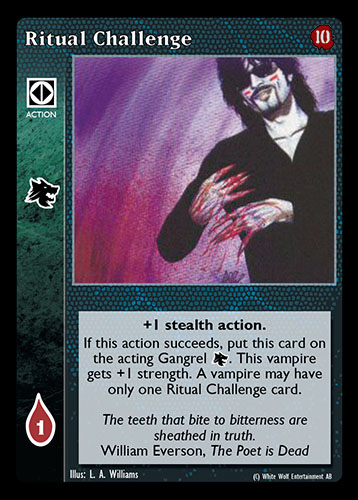 Ritual Challenge
10
ACTION
+1 stealth action.
If this action succeeds, put this card on
the acting Gangrel. This vampire
gets +1 strength. A vampire may have
only one Ritual Challenge card.
The teeth that bite to bitterness are
sheathed in truth.
William Everson, The Poet is Dead
1
Illus: L. A. Williams
(C) White Wolf Entertainment AB